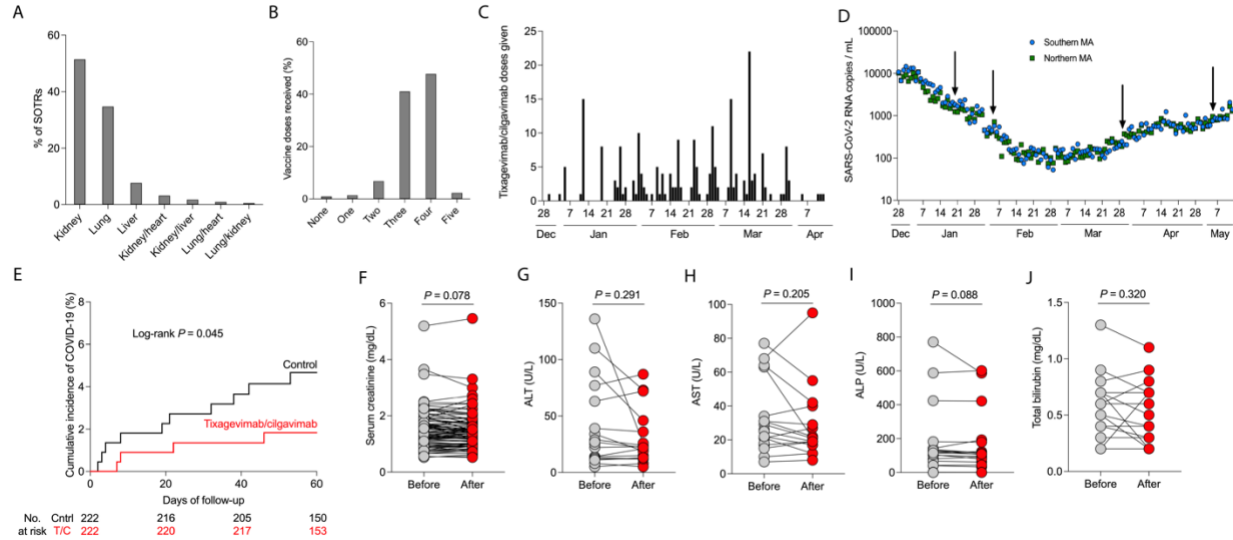 A
% of SOTRs
60
40
20
0
Kidney
Lung
Liver
Kidney/heart
Kidney/liver
Lung/heart
Lung/kidney
B
Vaccine doses received (%)
60
50
40
30
20
10
0
None
One
Two
Three
Four
Five
C
Tixagevimab/cilgavimab doses given
25
20
15
10
5
0
28 7 14 21 28 7 14 21 28 7 14 21 28 7
Dec Jan Feb Mar Apr
D
SARS-CoV-2 RNA copies / mL
100000
10000
1000
100
10
Southern MA
Northern MA
28 7 14 21 28 7 14 21 28 7 14 21 28 7 14 21 28 7
Dec Jan Feb Mar Apr May
E
Cumulative incidence of COVID-19 (%)
8
6
4
2
0
Log-rank P = 0.045
Control
Tixagevimab/cilgavimab
0 20 40 60
Days of follow-up
No. Cntrl 222 216 205 150
at risk T/C 222 220 217 153
F
P = 0.078
Serum creatinine (mg/dL)
6
4
2
0
Before After
G
P = 0.291
ALT (U/L)
150
100
50
0
Before After
H
P = 0.205
AST (U/L)
100
80
60
40
20
0
Before After
I
P = 0.088
ALP (U/L)
1000
800
600
400
200
0
Before After
J
P = 0.320
Total bilirubin (mg/dL)
1.5
1.0
0.5
0.0
Before After